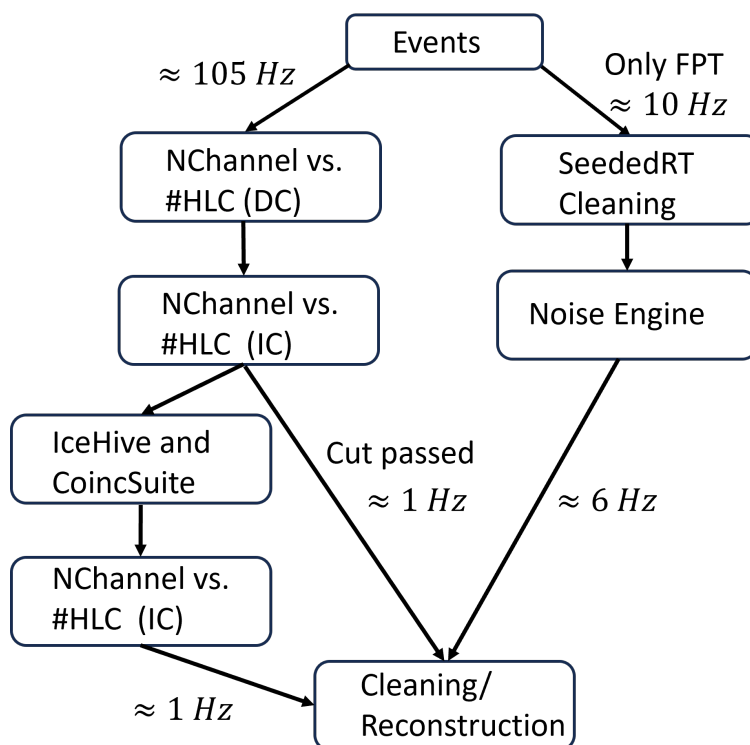 Events
≈ 105 Hz
Only FPT
≈ 10 Hz
NChannel vs.
#HLC (DC)
SeededRT
Cleaning
NChannel vs.
#HLC (IC)
Noise Engine
IceHive and
CoincSuite
Cut passed
≈ 1 Hz
≈ 6 Hz
NChannel vs.
#HLC (IC)
≈ 1 Hz
Cleaning/
Reconstruction